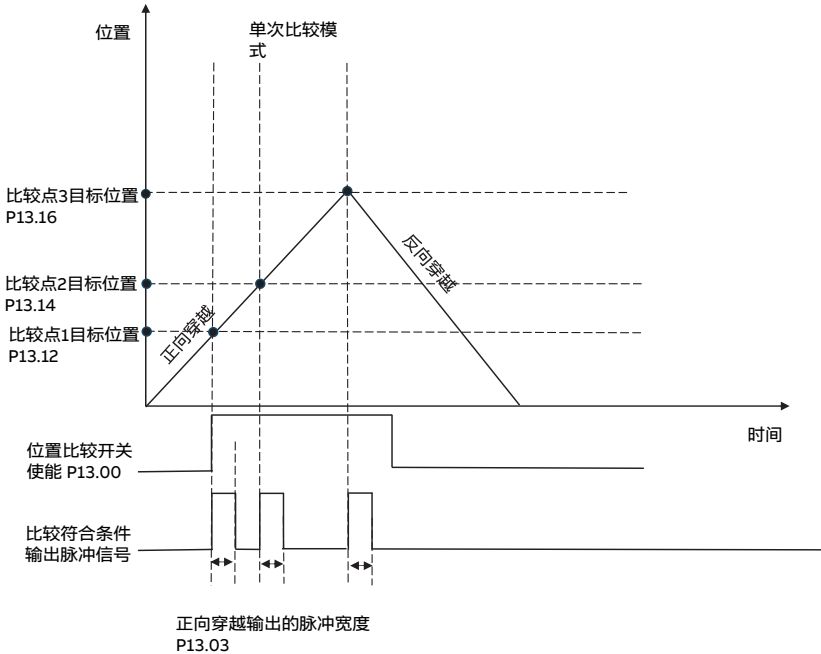 位置
单次比较模
式
比较点3目标位置
P13.16
反向穿越
比较点2目标位置
P13.14
正向穿越
比较点1目标位置
P13.12
时间
位置比较开关
使能 P13.00
比较符合条件
输出脉冲信号
正向穿越输出的脉冲宽度
P13.03